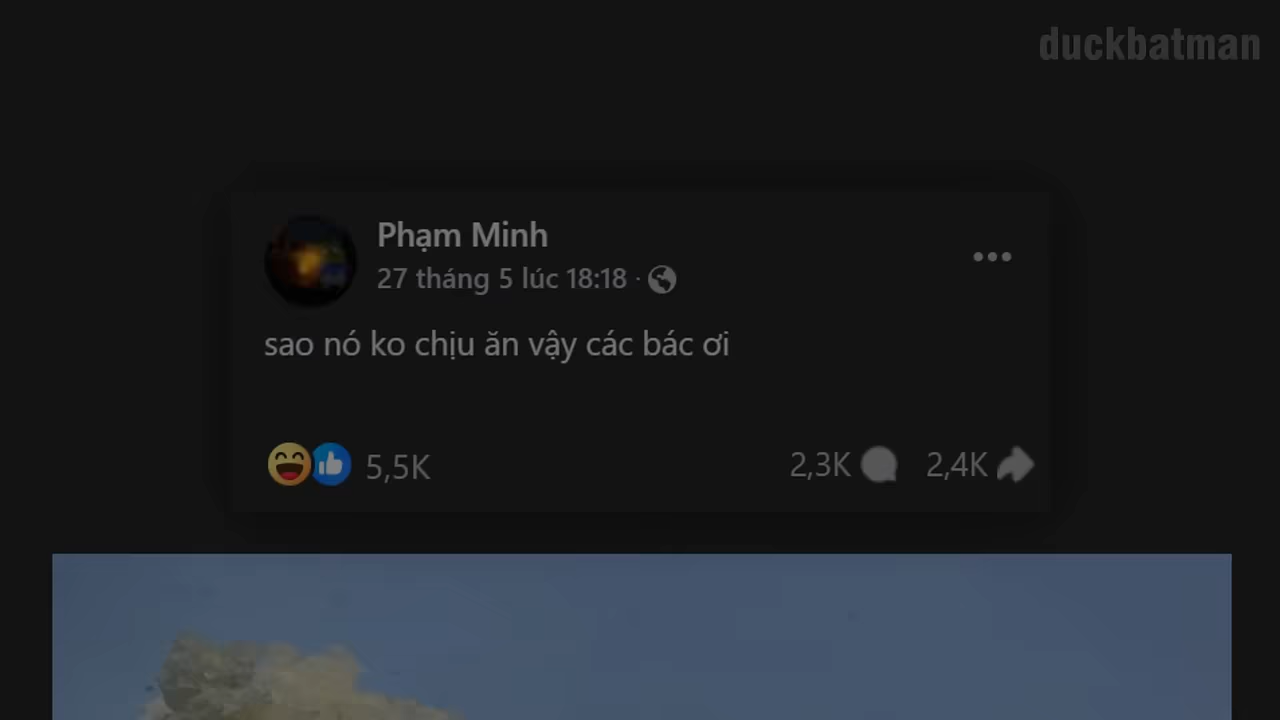 duckbatman
Phạm Minh
27 tháng 5 lúc 18:18 ·
sao nó ko chịu ăn vậy các bác ơi
5,5K
2,3K
2,4K